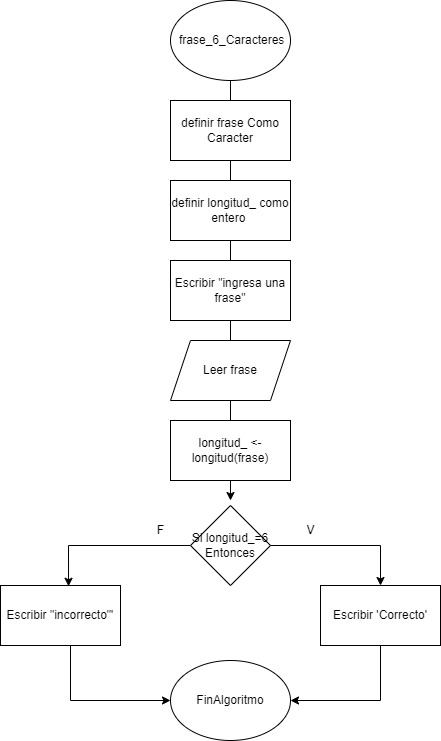 frase_6_Caracteres
definir frase Como
Caracter
definir longitud_ como
entero
Escribir "ingresa una
frase"
Leer frase
longitud_ <-
longitud(frase)
F
Si longitud_=6
Entonces
V
Escribir "incorrecto'"
Escribir 'Correcto'
FinAlgoritmo